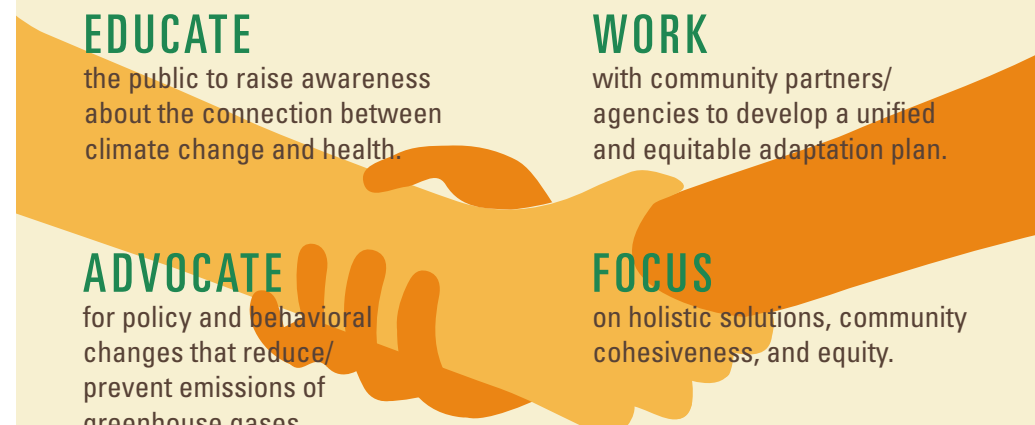 EDUCATE
the public to raise awareness
about the connection between
climate change and health.
WORK
with community partners/
agencies to develop a unified
and equitable adaptation plan.
ADVOCATE
for policy and behavioral
changes that reduce/
prevent emissions of
greenhouse gases
FOCUS
on holistic solutions, community
cohesiveness, and equity.